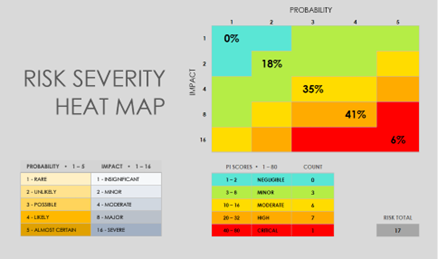 PROBABILITY
1 2 3 4 5
RISK SEVERITY
HEAT MAP
IMPACT
1 0%
2 18%
4 35%
8 41%
16 6%
PROBABILITY • 1 – 5 IMPACT • 1 – 16
1 - RARE 1 - INSIGNIFICANT
2 - UNLIKELY 2 - MINOR
3 - POSSIBLE 4 - MODERATE
4 - LIKELY 8 - MAJOR
5 - ALMOST CERTAIN 16 - SEVERE
PI SCORES • 1 – 80 COUNT
1 – 2 NEGLIGIBLE 0
3 – 8 MINOR 3
10 – 16 MODERATE 6
20 – 32 HIGH 7
CRITICAL
RISK TOTAL
17